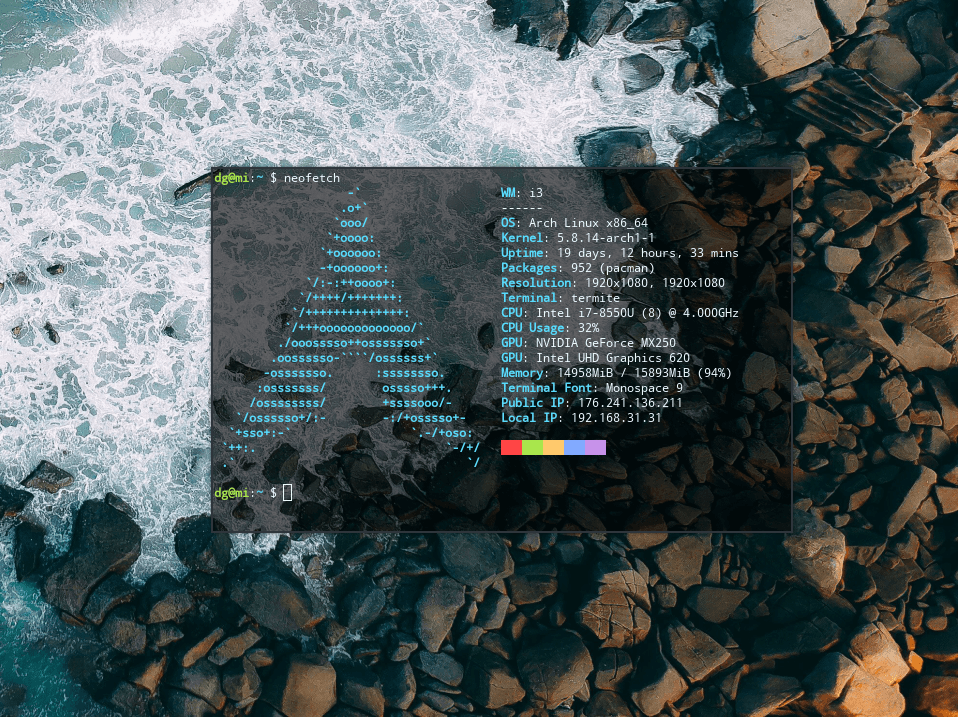 dg@mi:~ $ neofetch
WM: i3
------
OS: Arch Linux x86_64
Kernel: 5.8.14-arch1-1
Uptime: 19 days, 12 hours, 33 mins
Packages: 952 (pacman)
Resolution: 1920x1080, 1920x1080
Terminal: termite
CPU: Intel i7-8550U (8) @ 4.000GHz
CPU Usage: 32%
GPU: NVIDIA GeForce MX250
GPU: Intel UHD Graphics 620
Memory: 14958MiB / 15893MiB (94%)
Terminal Font: Monospace 9
Public IP: 176.241.136.211
Local IP: 192.168.31.31
dg@mi:~ $